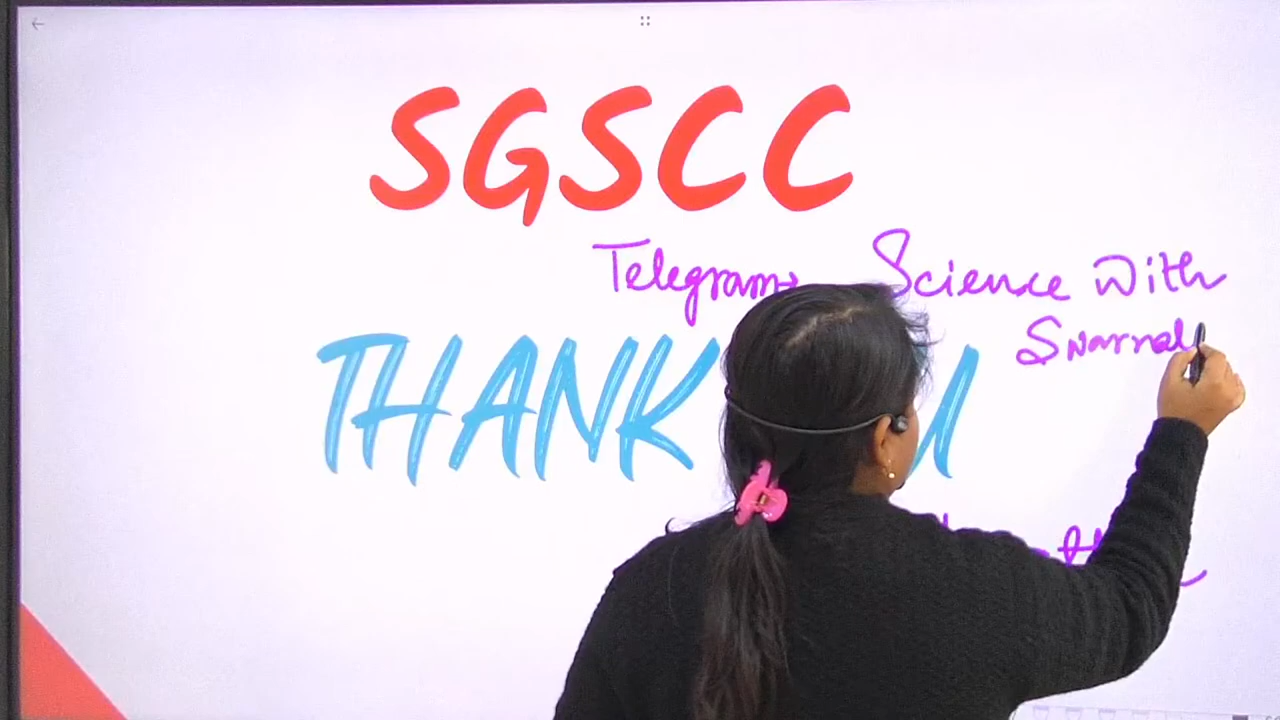 SGSCC
Telegram → Science With
Swarnal
THANK